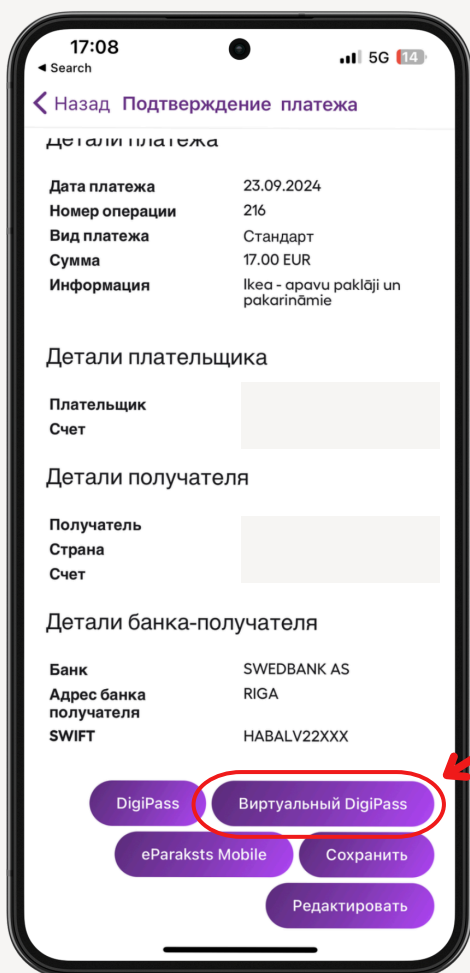 17:08
5G 14
◄ Search
Назад Подтверждение платежа
Детали платежа
Дата платежа 23.09.2024
Номер операции 216
Вид платежа Стандарт
Сумма 17.00 EUR
Информация Ikea - apavu paklāji un
pakarināmie
Детали плательщика
Плательщик
Счет
Детали получателя
Получатель
Страна
Счет
Детали банка-получателя
Банк SWEDBANK AS
Адрес банка RIGA
получателя
SWIFT HABALV22XXX
DigiPass Виртуальный DigiPass
eParaksts Mobile Сохранить
Редактировать